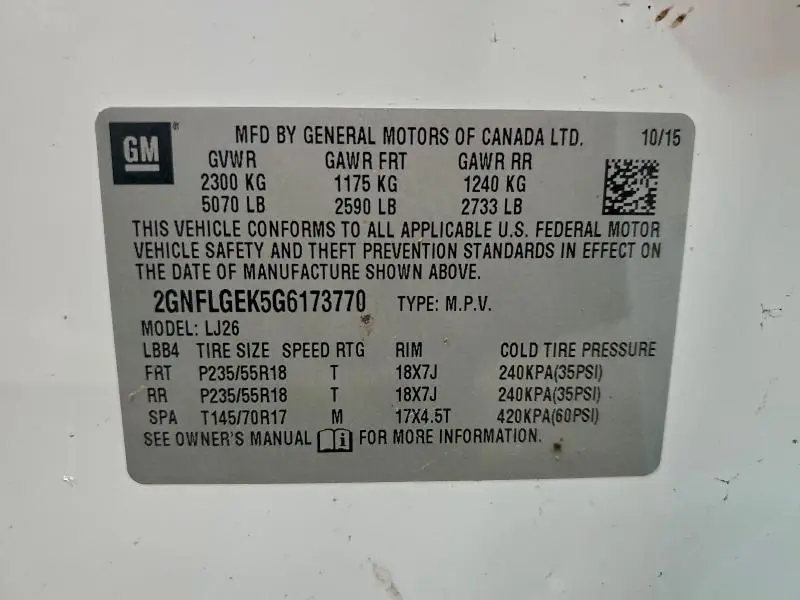 GM® MFD BY GENERAL MOTORS OF CANADA LTD. 10/15
GVWR GAWR FRT GAWR RR
2300 KG 1175 KG 1240 KG
5070 LB 2590 LB 2733 LB
THIS VEHICLE CONFORMS TO ALL APPLICABLE U.S. FEDERAL MOTOR
VEHICLE SAFETY AND THEFT PREVENTION STANDARDS IN EFFECT ON
THE DATE OF MANUFACTURE SHOWN ABOVE.
2GNFLGEK5G6173770 TYPE: M.P.V.
MODEL: LJ26
LBB4 TIRE SIZE SPEED RTG RIM COLD TIRE PRESSURE
FRT P235/55R18 T 18X7J 240KPA(35PSI)
RR P235/55R18 T 18X7J 240KPA(35PSI)
SPA T145/70R17 M 17X4.5T 420KPA(60PSI)
SEE OWNER'S MANUAL i FOR MORE INFORMATION.